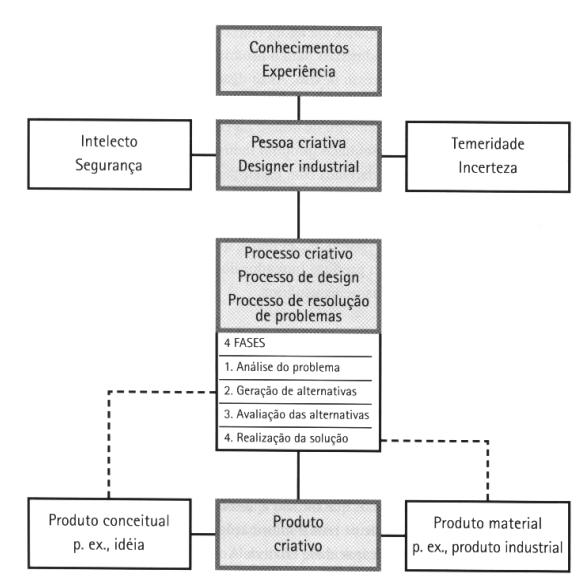 Conhecimentos
Experiência
Intelecto
Segurança
Pessoa criativa
Designer industrial
Temeridade
Incerteza
Processo criativo
Processo de design
Processo de resolução
de problemas
4 FASES
1. Análise do problema
2. Geração de alternativas
3. Avaliação das alternativas
4. Realização da solução
Produto conceitual
p. ex., idéia
Produto
criativo
Produto material
p. ex., produto industrial